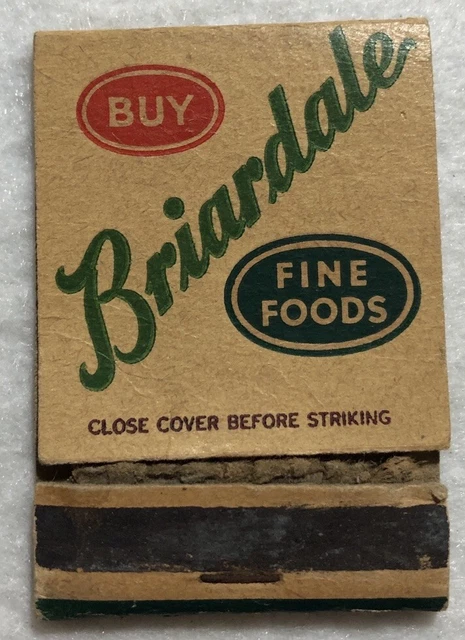 BUY
Briardale
FINE
FOODS
CLOSE COVER BEFORE STRIKING